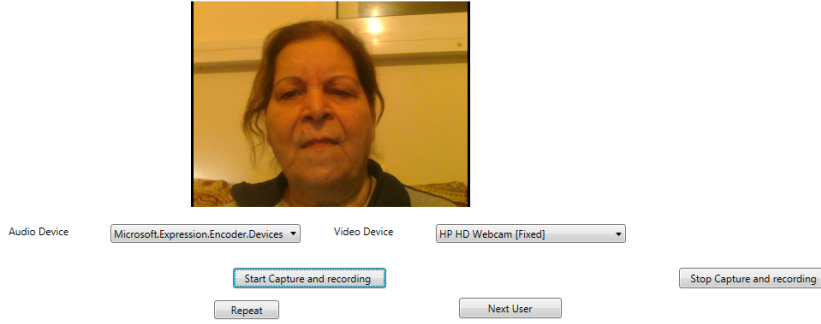 Audio Device Microsoft.Expression.Encoder.Devices Video Device HP HD Webcam [Fixed]
Start Capture and recording Stop Capture and recording
Repeat Next User